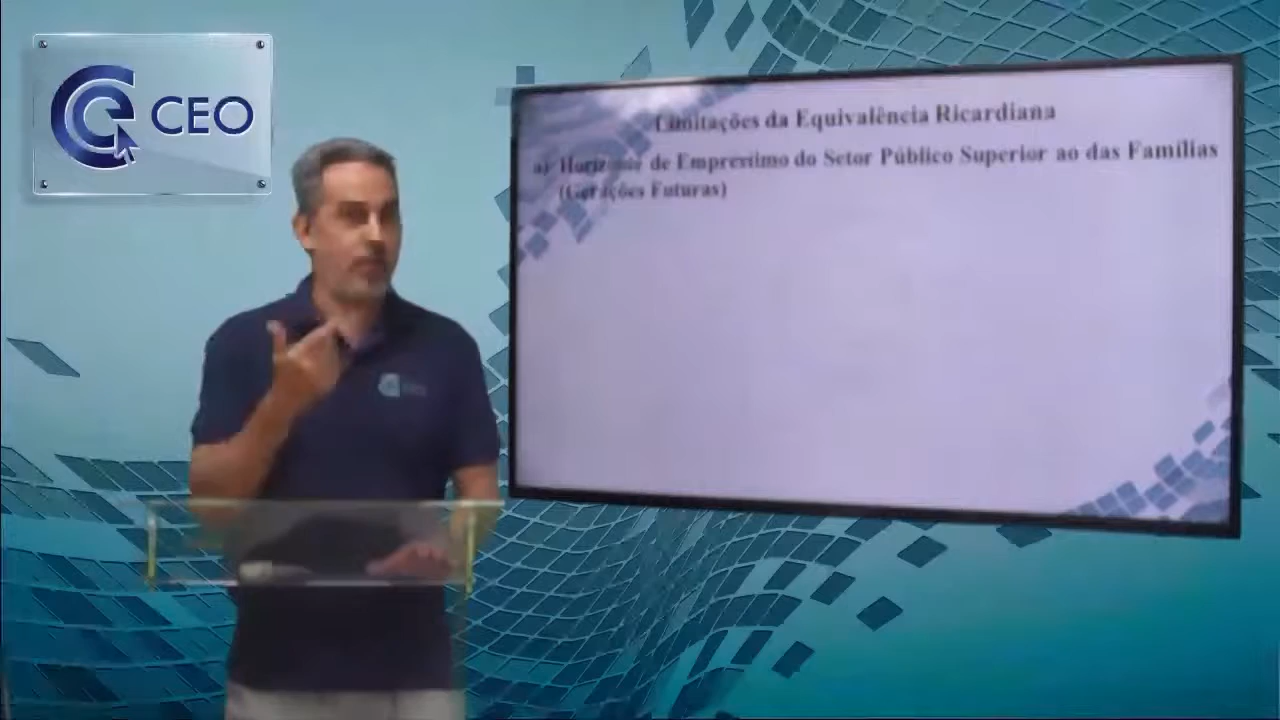 CEO
Limitações da Equivalência Ricardiana
a) Horizonte de Empréstimo do Setor Público Superior ao das Famílias
(Gerações Futuras)